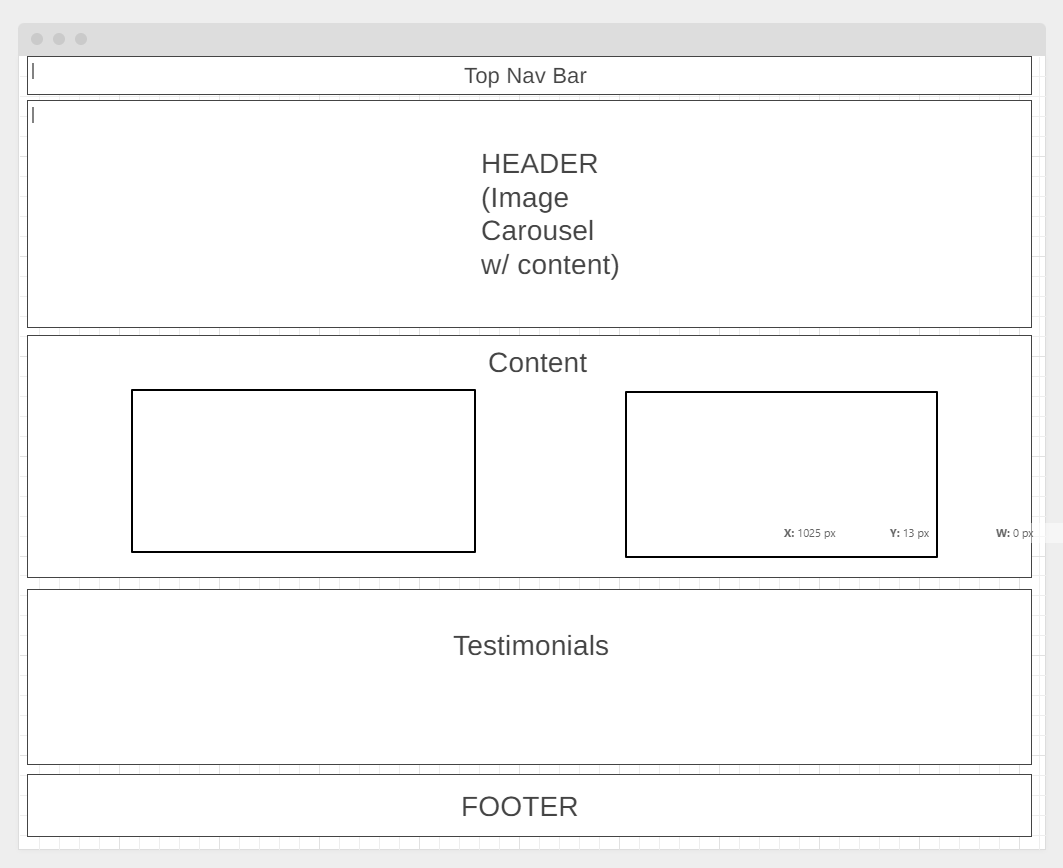 Top Nav Bar
HEADER
(Image
Carousel
w/ content)
Content
X: 1025 px Y: 13 px W: 0 px
Testimonials
FOOTER